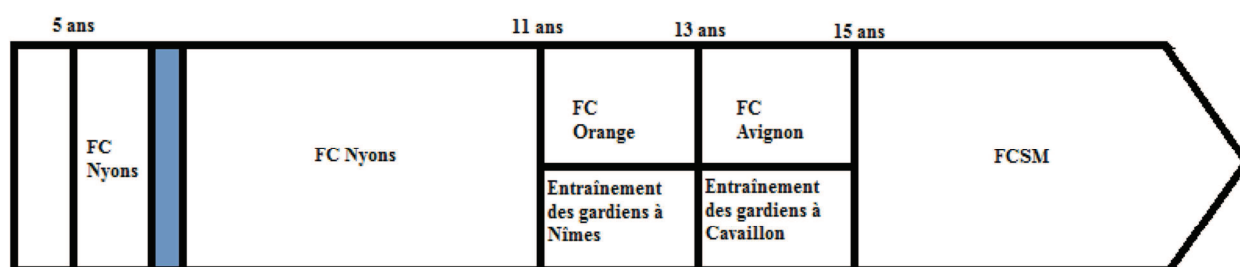 5 ans
11 ans
13 ans
15 ans
FC
Nyons
FC Nyons
FC
Orange
FC
Avignon
FCSM
Entraînement
des gardiens à
Nîmes
Entraînement
des gardiens à
Cavaillon